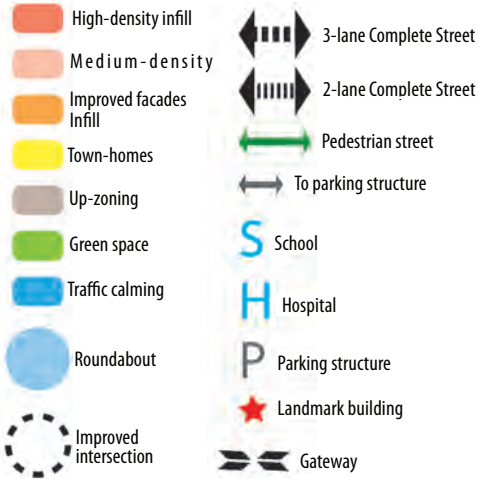 High-density infill
Medium-density
Improved facades
Infill
Town-homes
Up-zoning
Green space
Traffic calming
Roundabout
Improved
intersection
3-lane Complete Street
2-lane Complete Street
Pedestrian street
To parking structure
S School
H Hospital
P Parking structure
Landmark building
Gateway